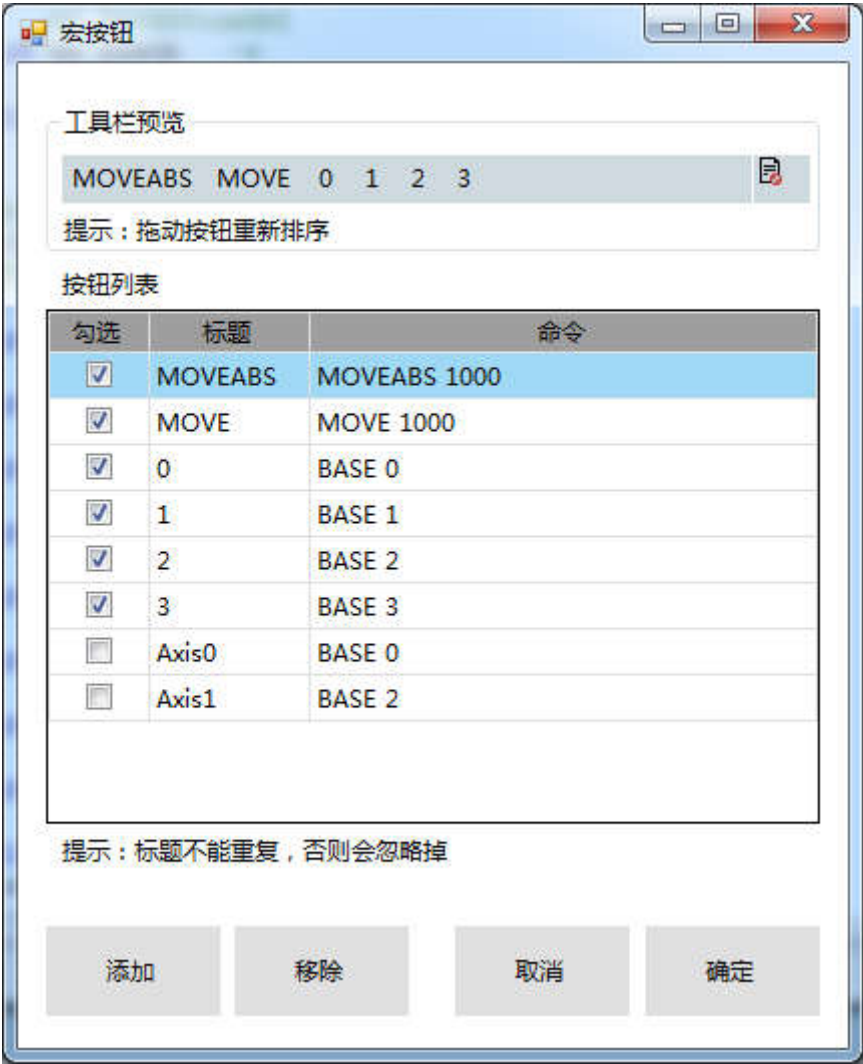 宏按钮
工具栏预览
MOVEABS MOVE 0 1 2 3
提示：拖动按钮重新排序
按钮列表
勾选 标题 命令
MOVEABS MOVEABS 1000
MOVE MOVE 1000
0 BASE 0
1 BASE 1
2 BASE 2
3 BASE 3
Axis0 BASE 0
Axis1 BASE 2
提示：标题不能重复，否则会忽略掉
添加 移除 取消 确定